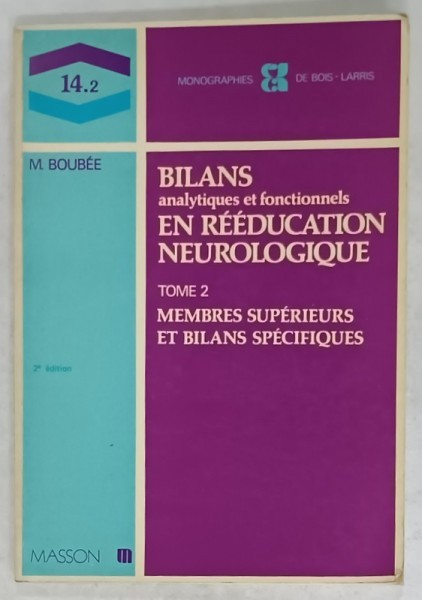 14.2
MONOGRAPHIES DE BOIS-LARRIS
M. BOUBÉE
BILANS
analytiques et fonctionnels
EN RÉÉDUCATION
NEUROLOGIQUE
TOME 2
MEMBRES SUPÉRIEURS
ET BILANS SPÉCIFIQUES
2e édition
MASSON